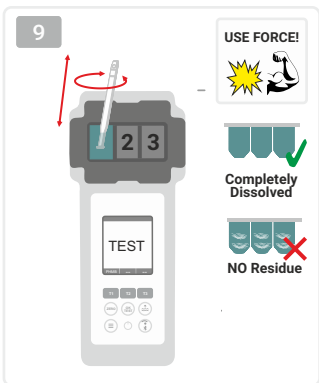 9
USE FORCE!
2 3
Completely
Dissolved
TEST
NO Residue